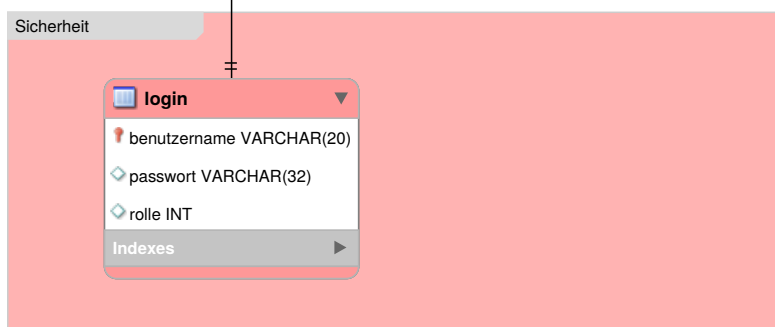 Sicherheit
login
benutzername VARCHAR(20)
passwort VARCHAR(32)
rolle INT
Indexes